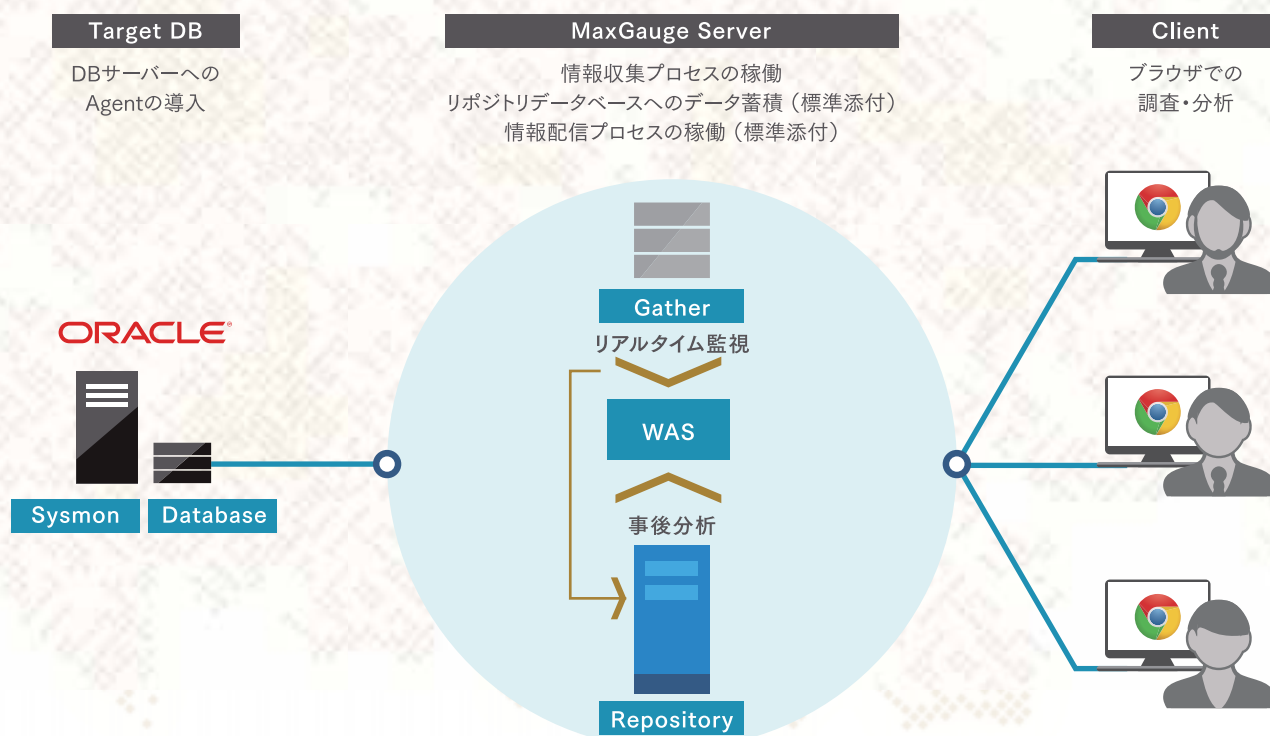 Target DB
DBサーバーへの
Agentの導入
MaxGauge Server
情報収集プロセスの稼働
リポジトリデータベースへのデータ蓄積（標準添付）
情報配信プロセスの稼働（標準添付）
Client
ブラウザでの
調査・分析
ORACLE®
Sysmon
Database
Gather
リアルタイム監視
WAS
事後分析
Repository